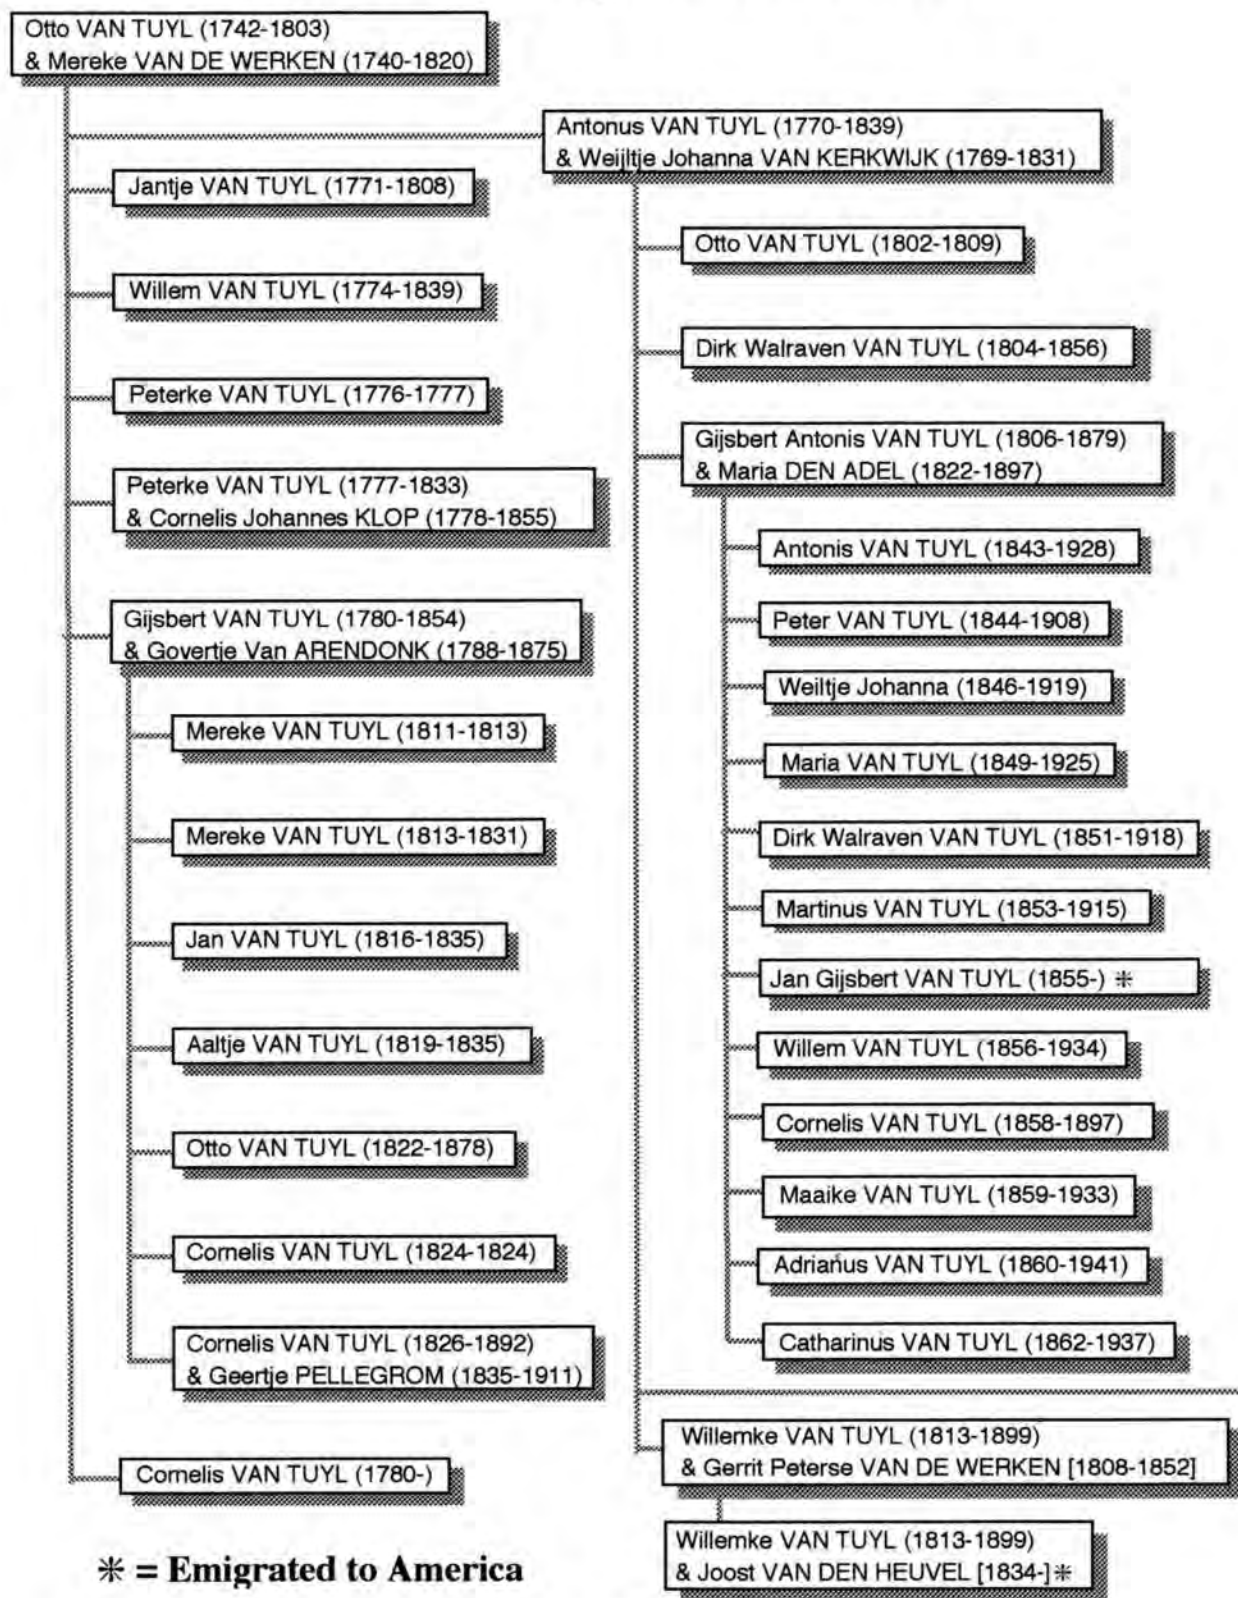 Otto VAN TUYL (1742-1803)
& Mereke VAN DE WERKEN (1740-1820)
Antonus VAN TUYL (1770-1839)
& Weijltje Johanna VAN KERKWIJK (1769-1831)
Jantje VAN TUYL (1771-1808)
Willem VAN TUYL (1774-1839)
Peterke VAN TUYL (1776-1777)
Peterke VAN TUYL (1777-1833)
& Cornelis Johannes KLOP (1778-1855)
Gijsbert VAN TUYL (1780-1854)
& Govertje Van ARENDONK (1788-1875)
Mereke VAN TUYL (1811-1813)
Mereke VAN TUYL (1813-1831)
Jan VAN TUYL (1816-1835)
Aaltje VAN TUYL (1819-1835)
Otto VAN TUYL (1822-1878)
Cornelis VAN TUYL (1824-1824)
Cornelis VAN TUYL (1826-1892)
& Geertje PELLEGROM (1835-1911)
Cornelis VAN TUYL (1780-)
Otto VAN TUYL (1802-1809)
Dirk Walraven VAN TUYL (1804-1856)
Gijsbert Antonis VAN TUYL (1806-1879)
& Maria DEN ADEL (1822-1897)
Antonis VAN TUYL (1843-1928)
Peter VAN TUYL (1844-1908)
Weiltje Johanna (1846-1919)
Maria VAN TUYL (1849-1925)
Dirk Walraven VAN TUYL (1851-1918)
Martinus VAN TUYL (1853-1915)
Jan Gijsbert VAN TUYL (1855-) ⁜
Willem VAN TUYL (1856-1934)
Cornelis VAN TUYL (1858-1897)
Maaike VAN TUYL (1859-1933)
Adrianus VAN TUYL (1860-1941)
Catharinus VAN TUYL (1862-1937)
Willemke VAN TUYL (1813-1899)
& Gerrit Peterse VAN DE WERKEN [1808-1852]
Willemke VAN TUYL (1813-1899)
& Joost VAN DEN HEUVEL [1834-]⁜
⁜ = Emigrated to America